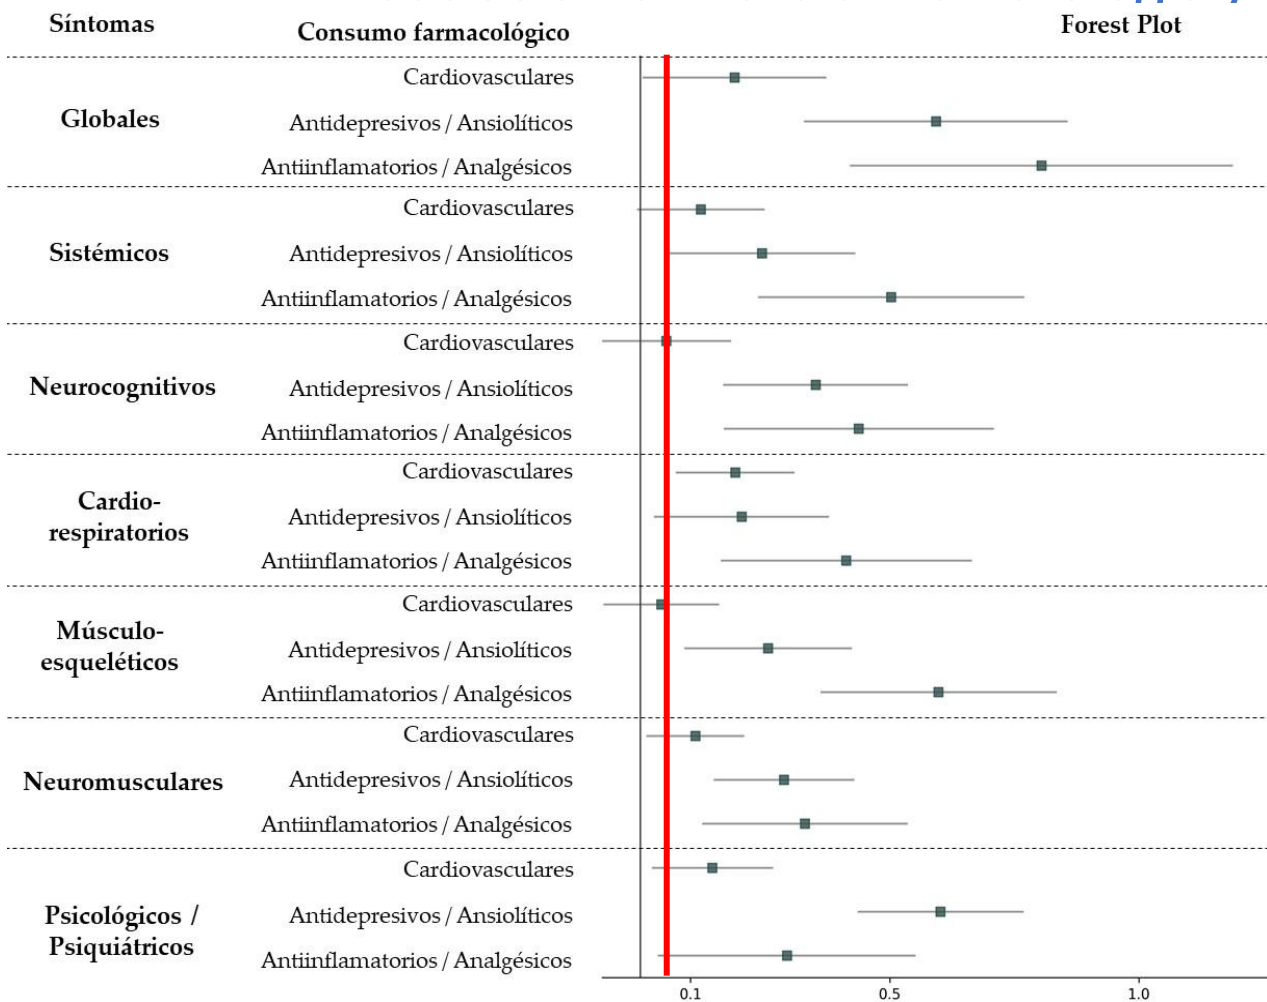 Síntomas
Consumo farmacológico
Forest Plot
Cardiovasculares
Globales
Antidepresivos / Ansiolíticos
Antiinflamatorios / Analgésicos
Cardiovasculares
Sistémicos
Antidepresivos / Ansiolíticos
Antiinflamatorios / Analgésicos
Cardiovasculares
Neurocognitivos
Antidepresivos / Ansiolíticos
Antiinflamatorios / Analgésicos
Cardiovasculares
Cardio-
respiratorios
Antidepresivos / Ansiolíticos
Antiinflamatorios / Analgésicos
Cardiovasculares
Músculo-
esqueléticos
Antidepresivos / Ansiolíticos
Antiinflamatorios / Analgésicos
Cardiovasculares
Neuromusculares
Antidepresivos / Ansiolíticos
Antiinflamatorios / Analgésicos
Cardiovasculares
Psicológicos /
Psiquiátricos
Antidepresivos / Ansiolíticos
Antiinflamatorios / Analgésicos
0.1 0.5 1.0